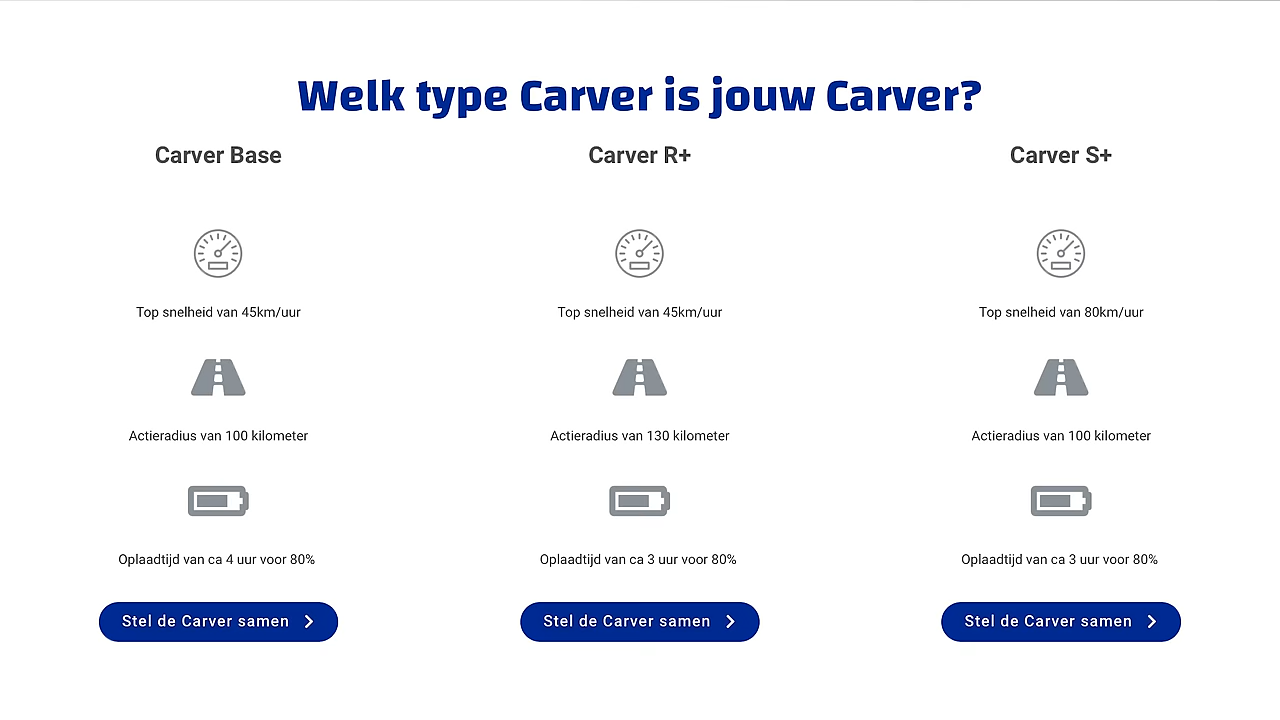 Welk type Carver is jouw Carver?
Carver Base
Top snelheid van 45km/uur
Actieradius van 100 kilometer
Oplaadtijd van ca 4 uur voor 80%
Stel de Carver samen
Carver R+
Top snelheid van 45km/uur
Actieradius van 130 kilometer
Oplaadtijd van ca 3 uur voor 80%
Stel de Carver samen
Carver S+
Top snelheid van 80km/uur
Actieradius van 100 kilometer
Oplaadtijd van ca 3 uur voor 80%
Stel de Carver samen